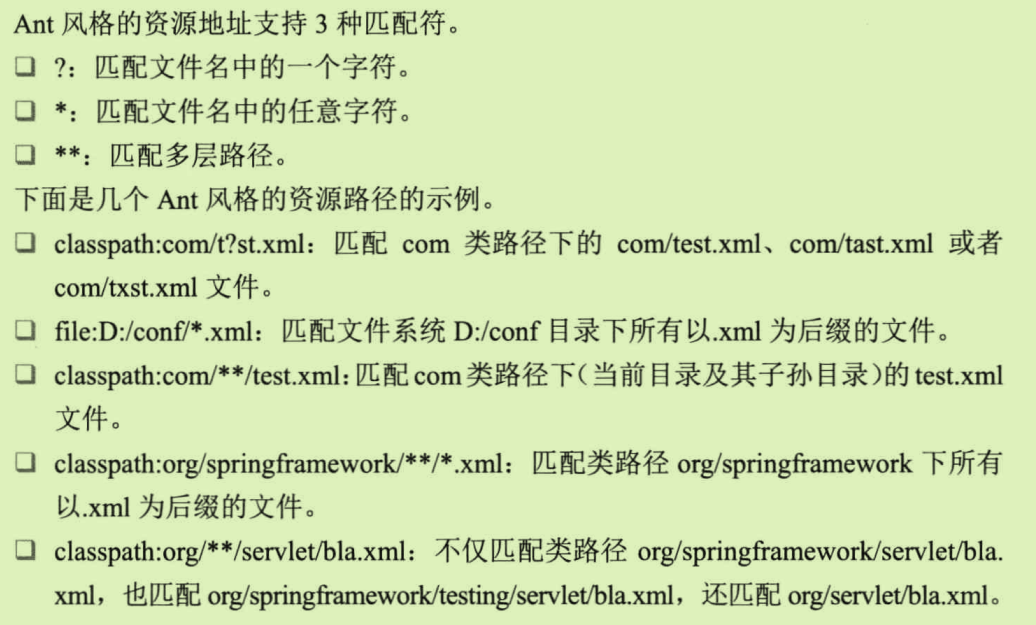 Ant 风格的资源地址支持 3 种匹配符。
❑ ?：匹配文件名中的一个字符。
❑ *：匹配文件名中的任意字符。
❑ **：匹配多层路径。
下面是几个 Ant 风格的资源路径的示例。
❑ classpath:com/t?st.xml：匹配 com 类路径下的 com/test.xml、com/tast.xml 或者
com/txst.xml 文件。
❑ file:D:/conf/*.xml：匹配文件系统 D:/conf 目录下所有以.xml 为后缀的文件。
❑ classpath:com/**/test.xml：匹配 com 类路径下（当前目录及其子孙目录）的 test.xml
文件。
❑ classpath:org/springframework/**/*.xml：匹配类路径 org/springframework 下所有
以.xml 为后缀的文件。
❑ classpath:org/**/servlet/bla.xml：不仅匹配类路径 org/springframework/servlet/bla.
xml，也匹配 org/springframework/testing/servlet/bla.xml，还匹配 org/servlet/bla.xml。